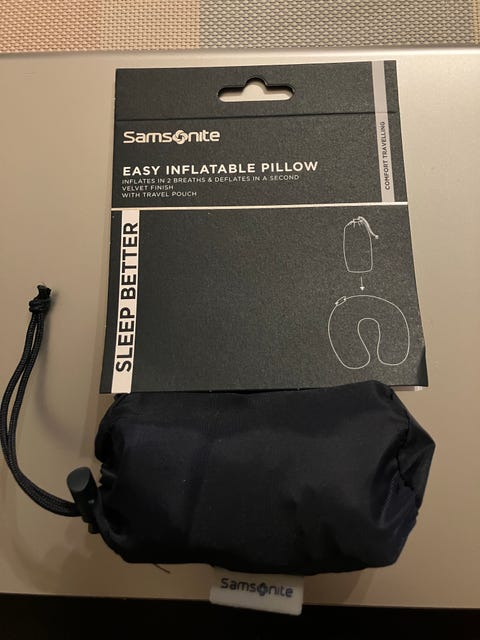 Samsonite
EASY INFLATABLE PILLOW
INFLATES IN 2 BREATHS & DEFLATES IN A SECOND
VELVET FINISH
WITH TRAVEL POUCH
COMFORT TRAVELLING
SLEEP BETTER
Samsonite